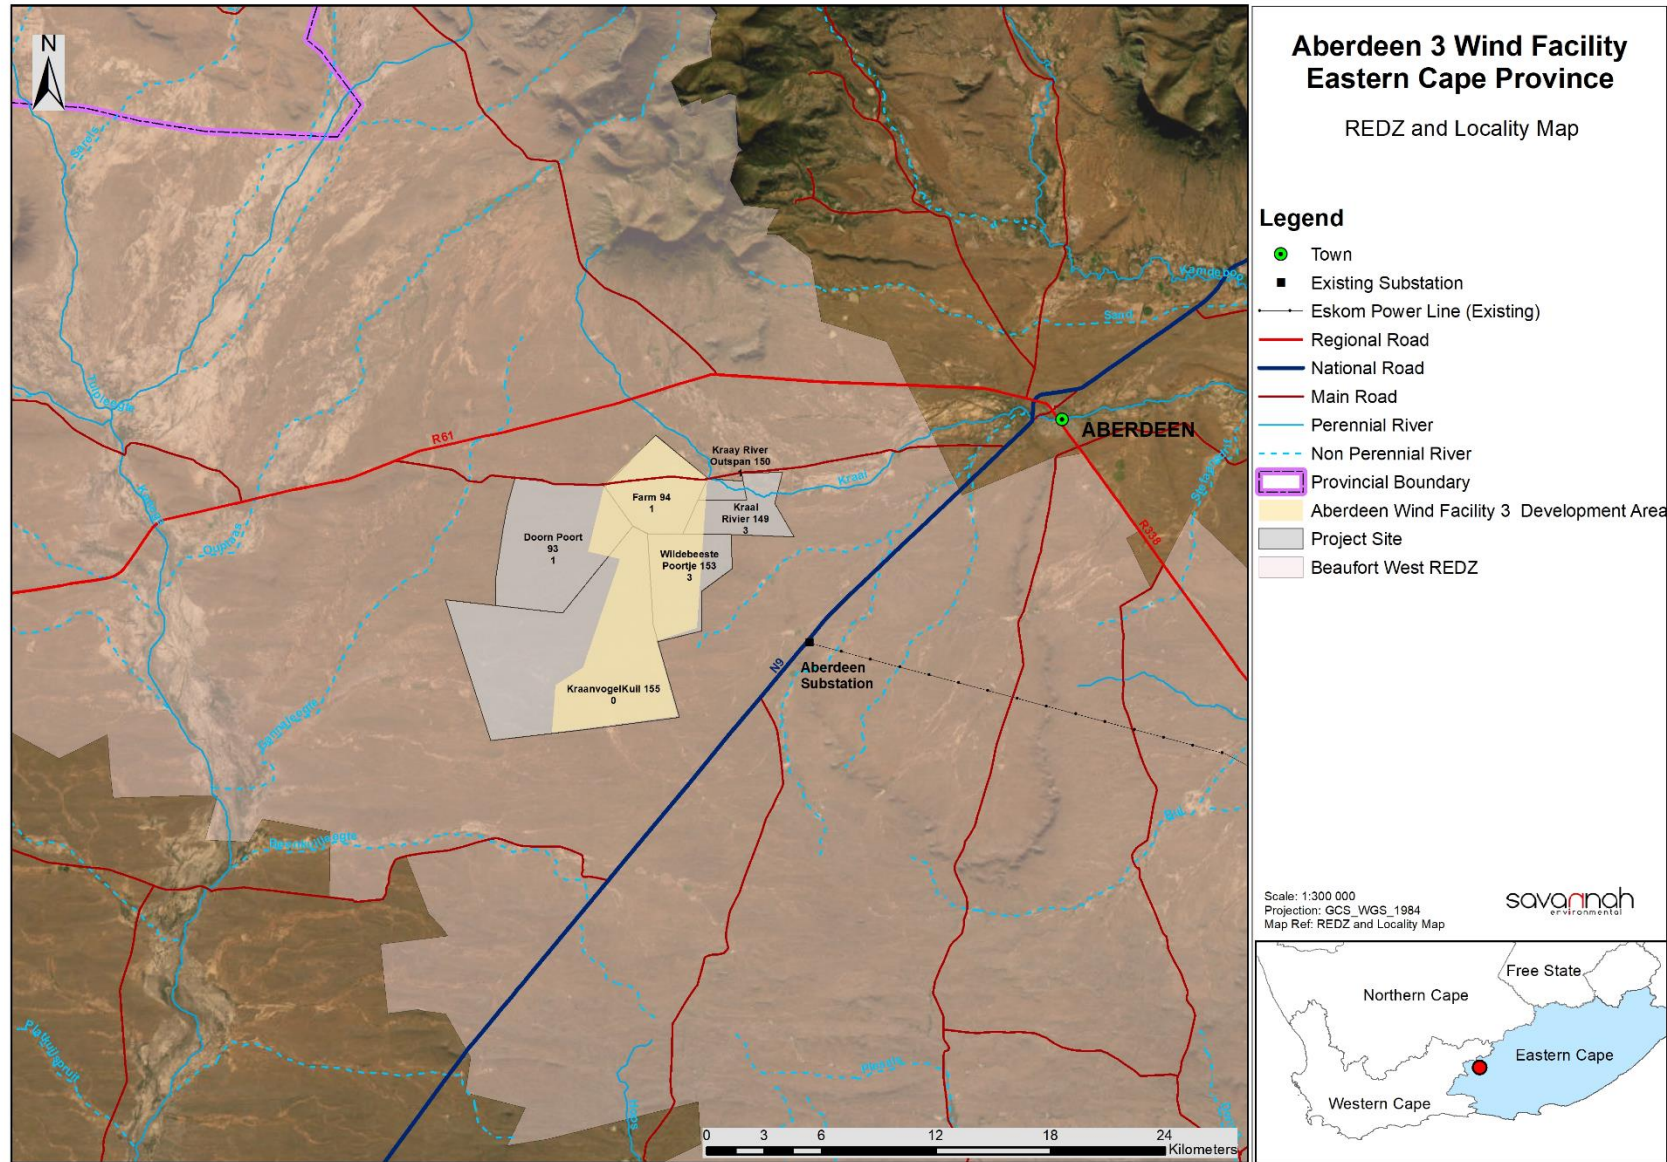 Aberdeen 3 Wind Facility
Eastern Cape Province
REDZ and Locality Map
Legend
Town
Existing Substation
Eskom Power Line (Existing)
Regional Road
National Road
Main Road
Perennial River
Non Perennial River
Provincial Boundary
Aberdeen Wind Facility 3 Development Area
Project Site
Beaufort West REDZ
Scale: 1:300 000
Projection: GCS_WGS_1984
Map Ref: REDZ and Locality Map
savannah
environmental
Northern Cape
Free State
Eastern Cape
Western Cape
N
Sarels
Kamdeboo
Sand
R61
ABERDEEN
Kraay River
Outspan 150
Kraal
Farm 94
1
Kraal
Rivier 149
3
Doorn Poort
93
1
Wildebeeste
Poortje 153
3
R338
N9
Aberdeen
Substation
KraanvogelKuil 155
0
0
3
6
12
18
24
Kilometers